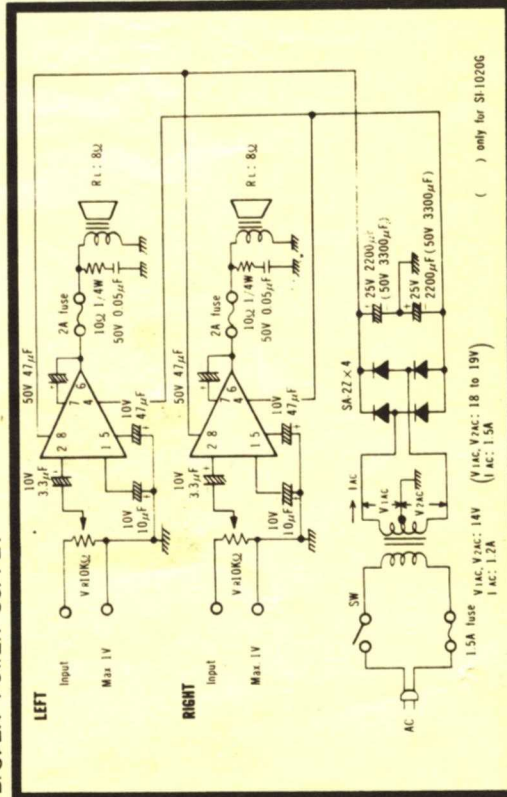 LEFT
Input
Max 1V
VR10KΩ
10V
3.3μF
10V
10μF
50V 47μF
2 8
7
6
4
1 5
10V
47μF
2A fuse
10Ω 1/4W
50V 0.05μF
RL: 8Ω
RIGHT
Input
Max 1V
VR10KΩ
10V
3.3μF
10V
10μF
50V 47μF
2 8
7
6
4
1 5
10V
47μF
2A fuse
10Ω 1/4W
50V 0.05μF
RL: 8Ω
AC
SW
1.5A fuse
I AC
V1AC
V2AC
V1AC, V2AC: 14V
I AC: 1.2A
(V1AC, V2AC: 18 to 19V
I AC: 1.5A)
SA-2Z × 4
25V 2200μF
(50V 3300μF)
25V
2200μF (50V 3300μF)
( ) only for SI-1020G